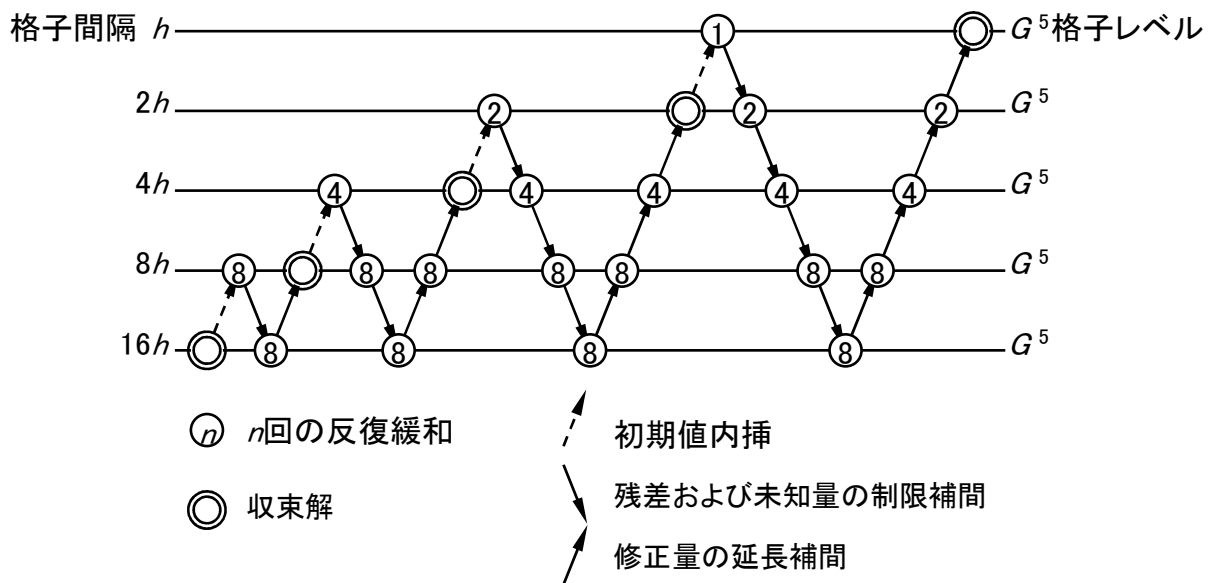 格子間隔 h 1 G⁵格子レベル
2h 2 2 2 G⁵
4h 4 4 4 4 4 G⁵
8h 8 8 8 8 8 8 8 G⁵
16h 8 8 8 8 G⁵
n n回の反復緩和
初期値内挿
収束解
残差および未知量の制限補間
修正量の延長補間